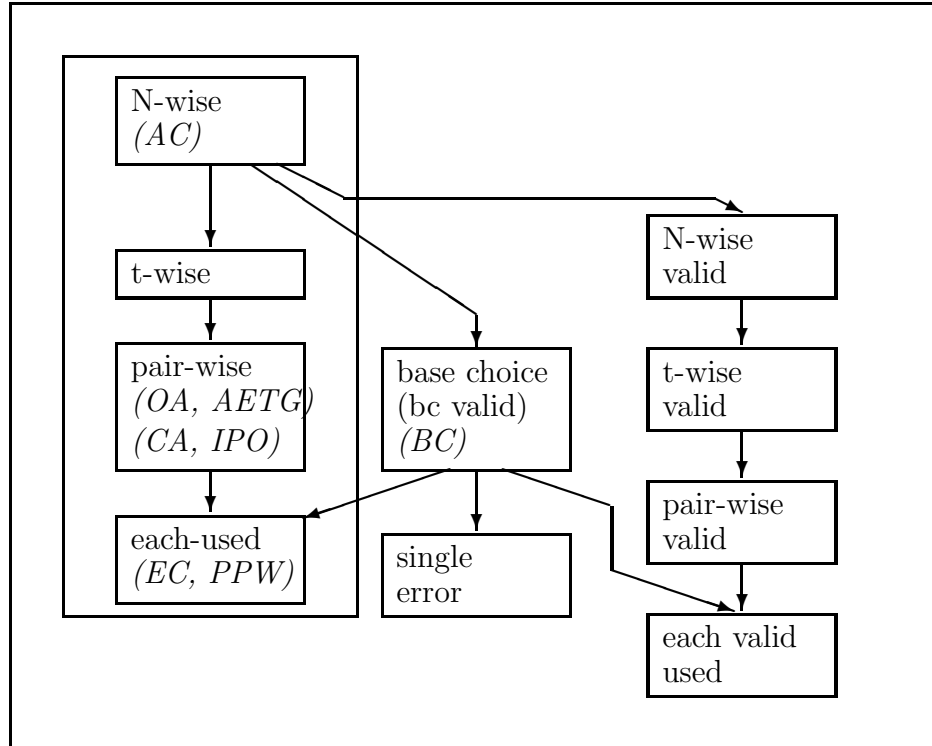 N-wise
(AC)
t-wise
pair-wise
(OA, AETG)
(CA, IPO)
each-used
(EC, PPW)
base choice
(bc valid)
(BC)
single
error
N-wise
valid
t-wise
valid
pair-wise
valid
each valid
used